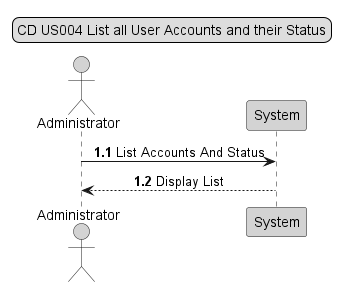 CD US004 List all User Accounts and their Status
Administrator
System
1.1 List Accounts And Status
1.2 Display List
Administrator
System